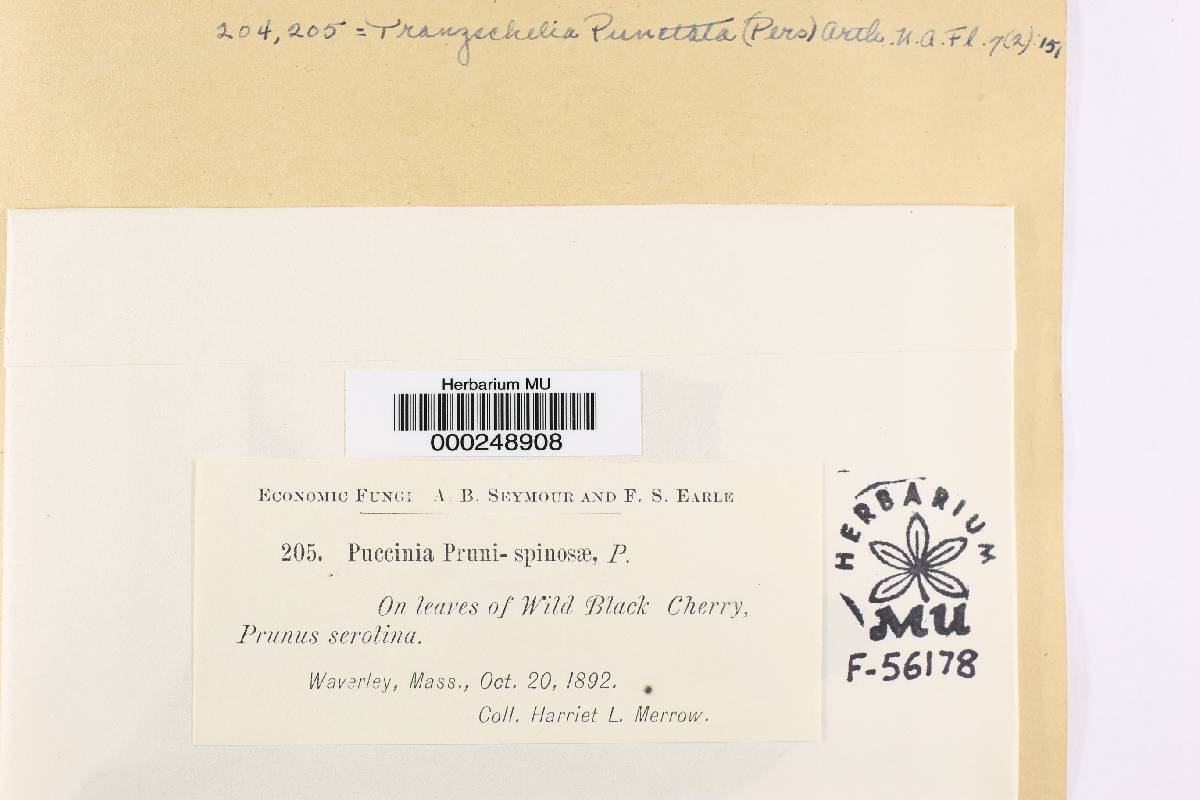 204, 205 = Tranzschelia Punctata (Pers) Arth. N. A. Fl. 7(2): 151
Herbarium MU
000248908
ECONOMIC FUNGI A. B. SEYMOUR AND F. S. EARLE
205. Puccinia Pruni-spinosæ, P.
On leaves of Wild Black Cherry,
Prunus serotina.
Waverley, Mass., Oct. 20, 1892.
Coll. Harriet L. Merrow.
HERBARIUM
MU
F-56178